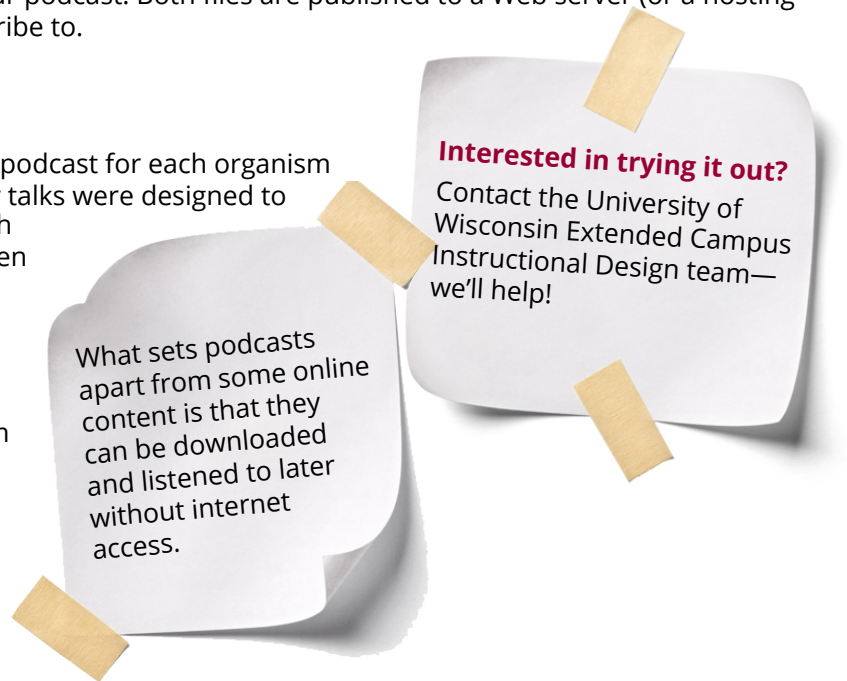 ur podcast. Both files are published to a Web server (or a hosting
ribe to.
podcast for each organism
talks were designed to
h
en
n
Interested in trying it out?
Contact the University of
Wisconsin Extended Campus
Instructional Design team—
we’ll help!
What sets podcasts
apart from some online
content is that they
can be downloaded
and listened to later
without internet
access.